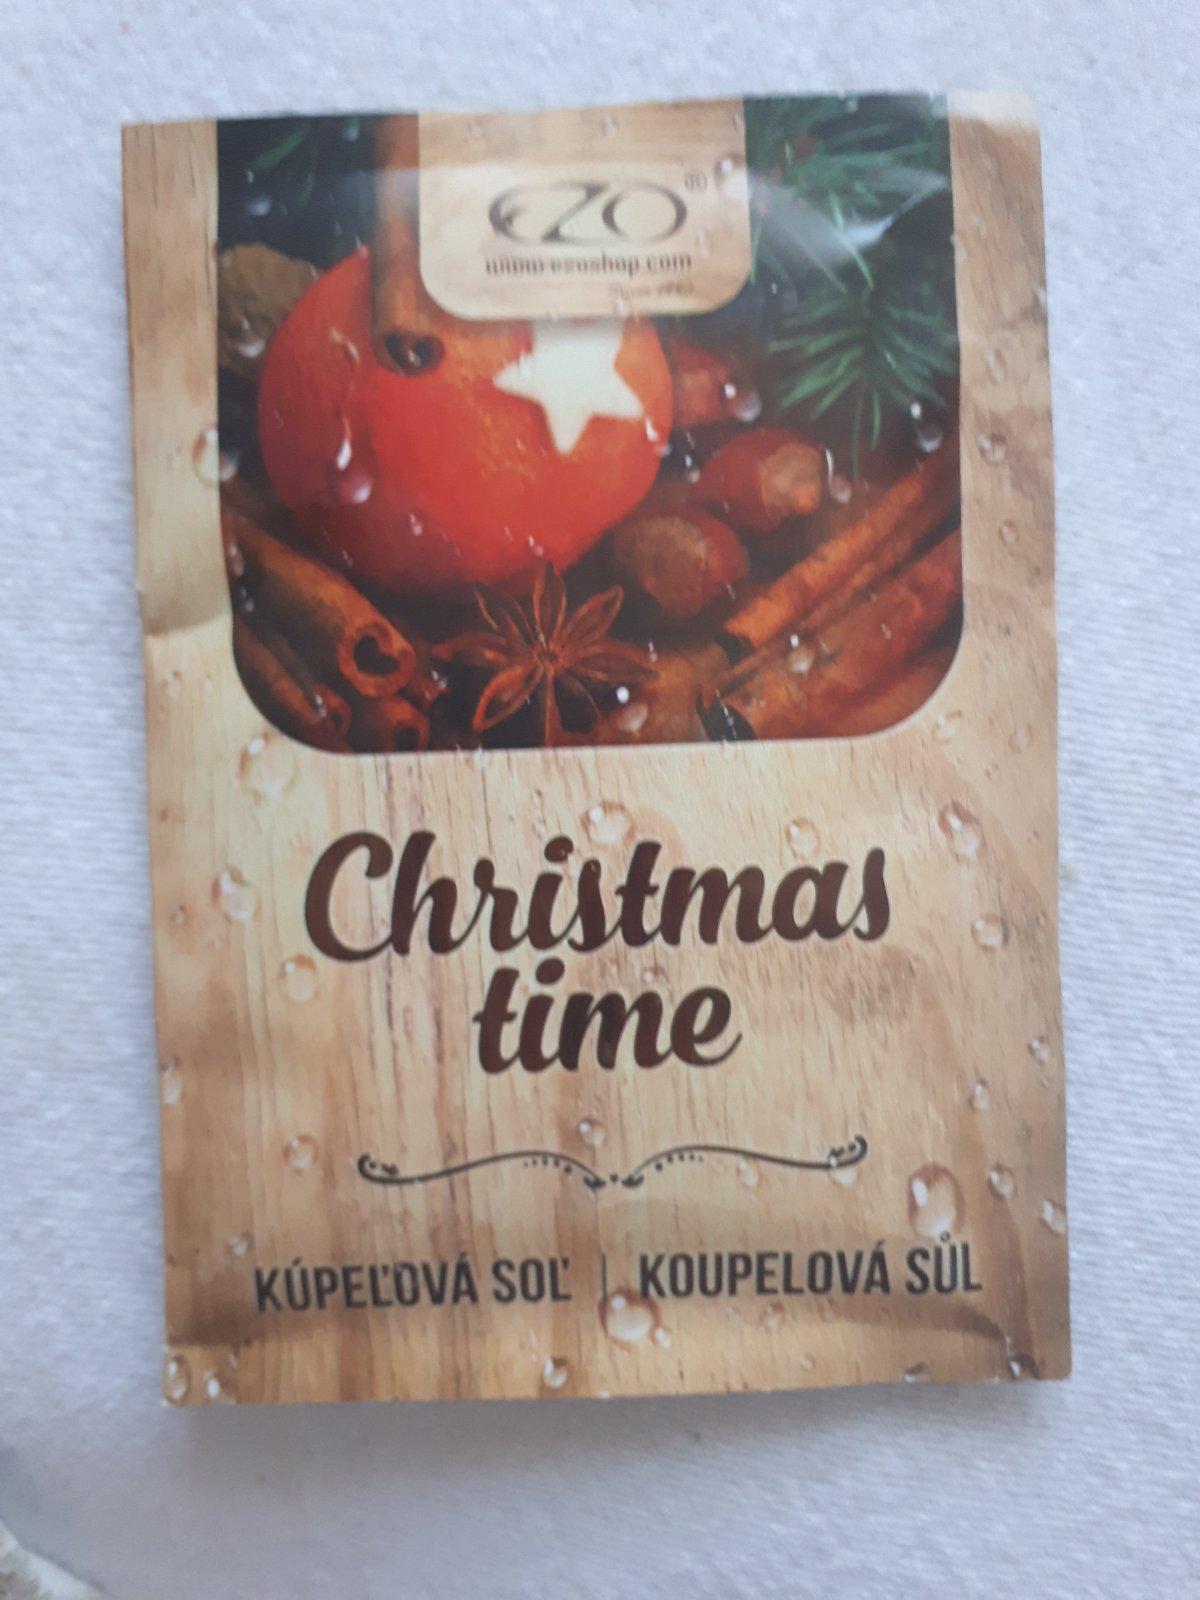 EZO®
www.ezoshop.com
Christmas
time
KÚPEĽOVÁ SOĽ | KOUPELOVÁ SŮL